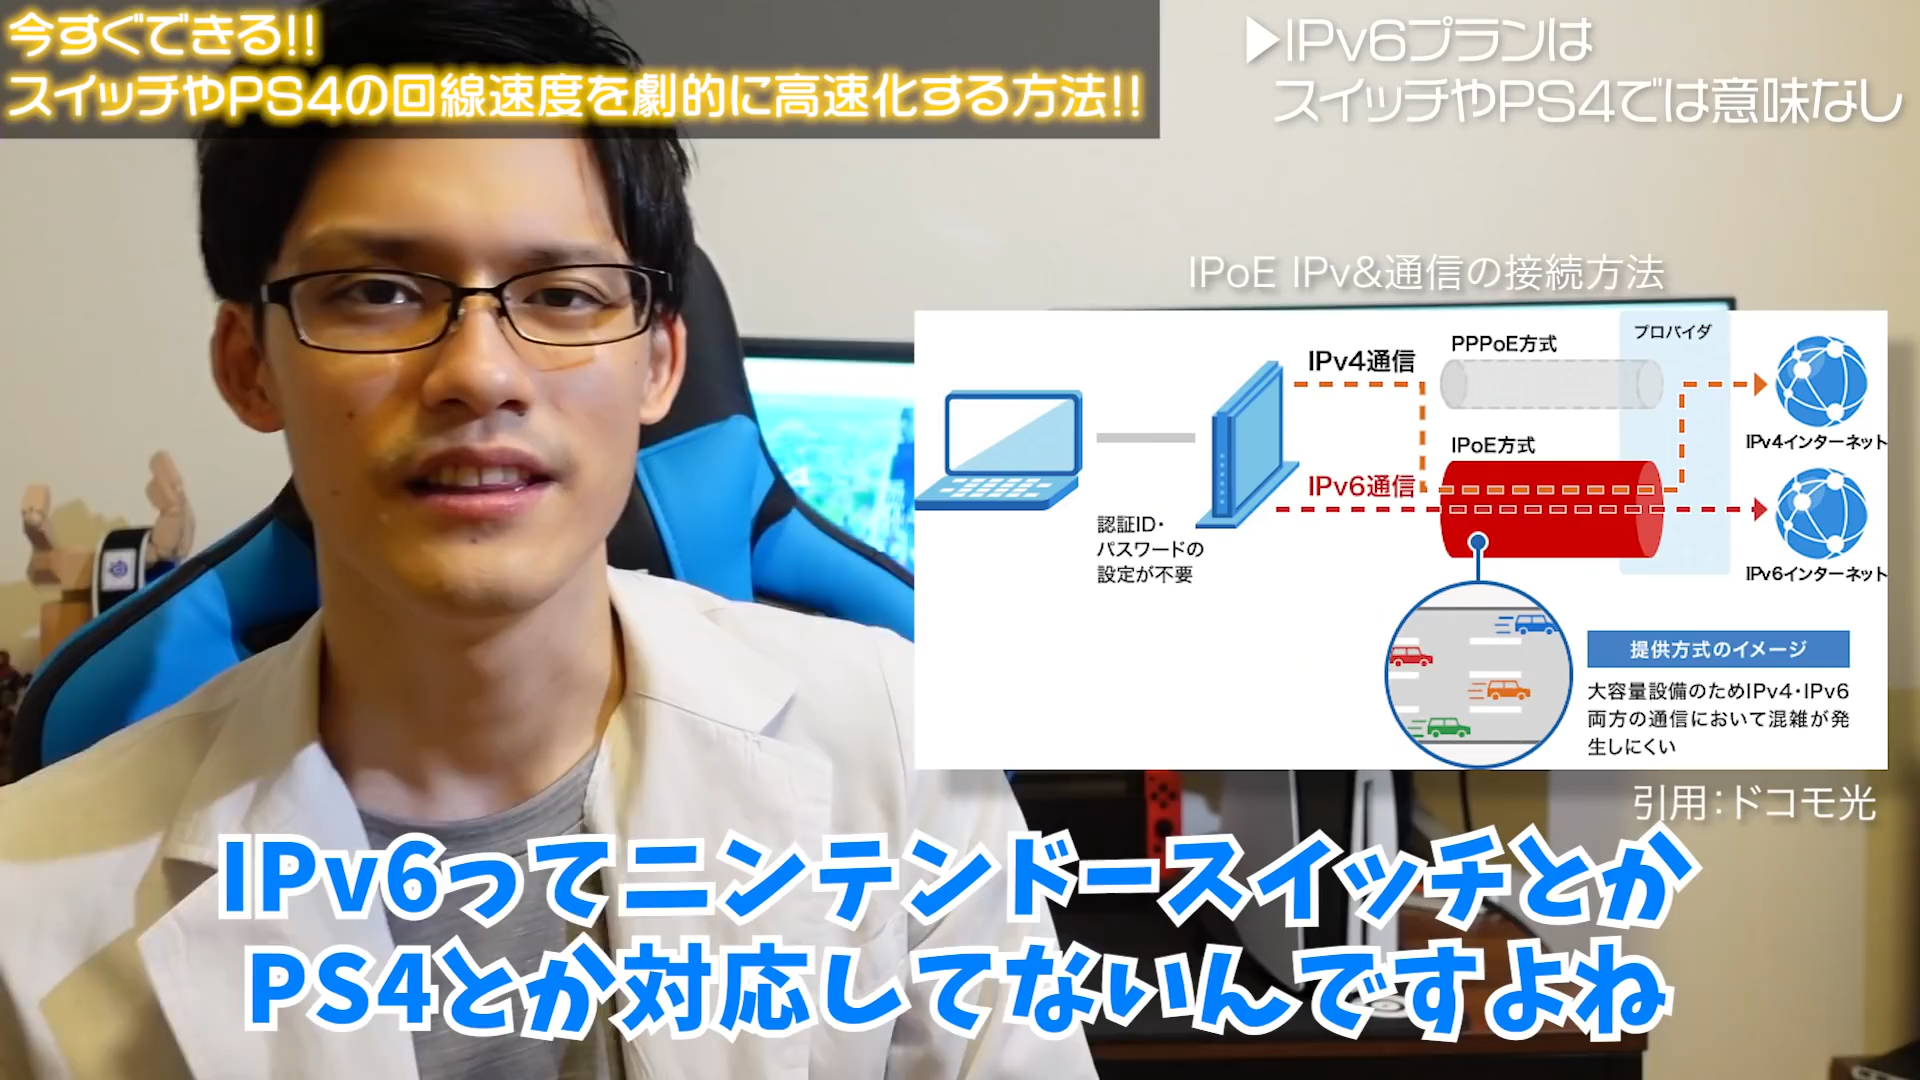 今すぐできる!!
スイッチやPS4の回線速度を劇的に高速化する方法!!
▶IPv6プランは
スイッチやPS4では意味なし
IPoE IPv&通信の接続方法
プロバイダ
PPPoE方式
IPv4通信
IPv4インターネット
IPoE方式
IPv6通信
認証ID・
パスワードの
設定が不要
IPv6インターネット
提供方式のイメージ
大容量設備のためIPv4・IPv6
両方の通信において混雑が発
生しにくい
引用：ドコモ光
IPv6ってニンテンドースイッチとか
PS4とか対応してないんですよね